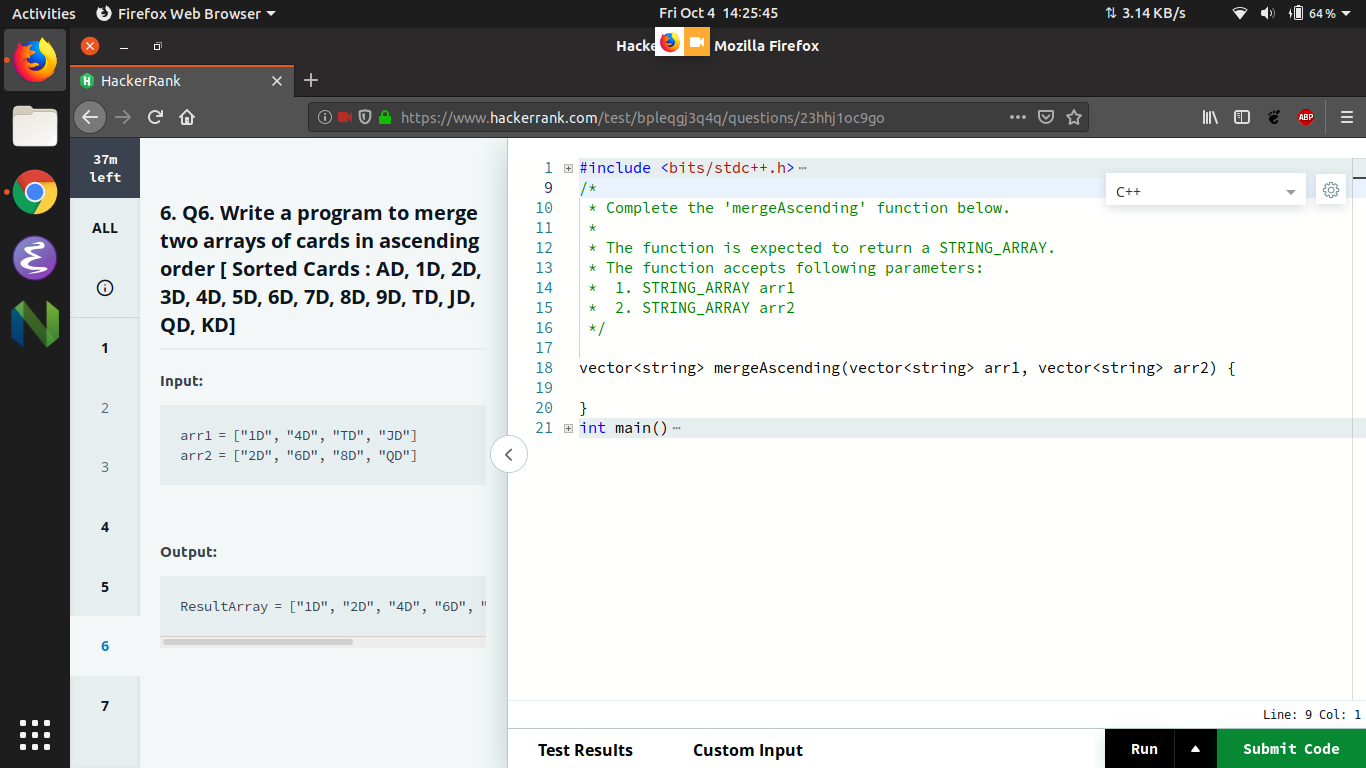 Activities
Firefox Web Browser
Fri Oct 4 14:25:45
3.14 KB/s
64 %
Hacke
Mozilla Firefox
HackerRank
https://www.hackerrank.com/test/bpleqgj3q4q/questions/23hhj1oc9go
ABP
37m
left
ALL
1
2
3
4
5
6
7
6. Q6. Write a program to merge
two arrays of cards in ascending
order [ Sorted Cards : AD, 1D, 2D,
3D, 4D, 5D, 6D, 7D, 8D, 9D, TD, JD,
QD, KD]
Input:
arr1 = ["1D", "4D", "TD", "JD"]
arr2 = ["2D", "6D", "8D", "QD"]
Output:
ResultArray = ["1D", "2D", "4D", "6D", "
C++
1 #include <bits/stdc++.h>
9 /*
10 * Complete the 'mergeAscending' function below.
11 *
12 * The function is expected to return a STRING_ARRAY.
13 * The function accepts following parameters:
14 * 1. STRING_ARRAY arr1
15 * 2. STRING_ARRAY arr2
16 */
17
18 vector<string> mergeAscending(vector<string> arr1, vector<string> arr2) {
19
20 }
21 int main()
Line: 9 Col: 1
Test Results
Custom Input
Run
Submit Code